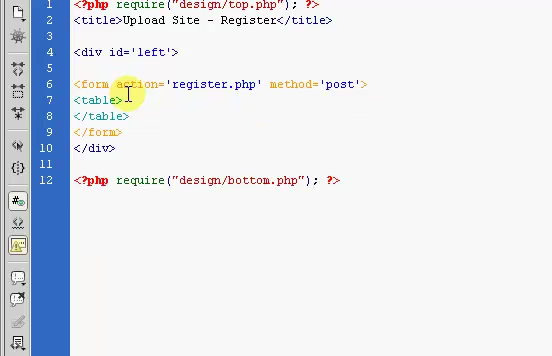 1 <?php require("design/top.php"); ?>
2 <title>Upload Site - Register</title>
3
4 <div id='left'>
5
6 <form action='register.php' method='post'>
7 <table>
8 </table>
9 </form>
10 </div>
11
12 <?php require("design/bottom.php"); ?>